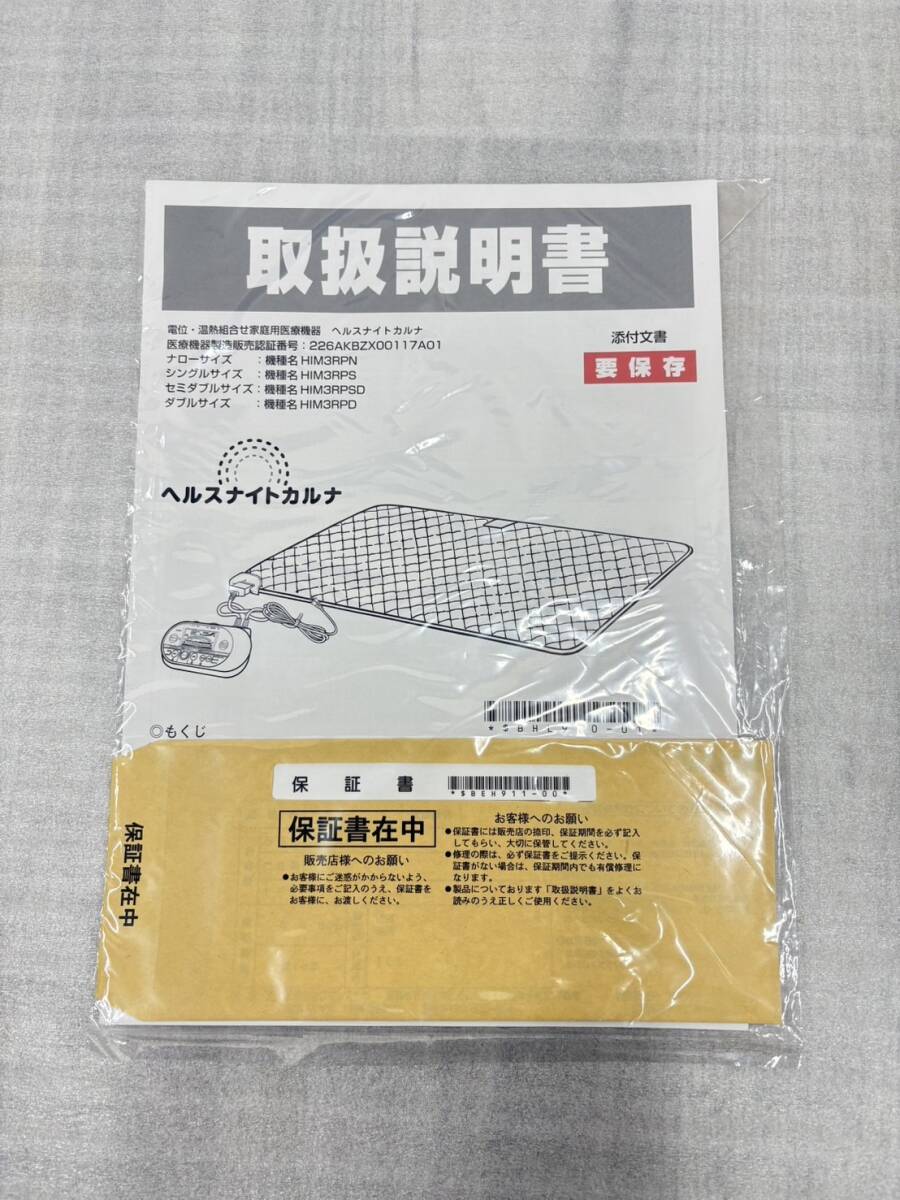 取扱説明書
電位・温熱組合せ家庭用医療機器　ヘルスナイトカルナ
医療機器製造販売認証番号：226AKBZX00117A01
ナローサイズ　：機種名 HIM3RPN
シングルサイズ　：機種名 HIM3RPS
セミダブルサイズ：機種名 HIM3RPSD
ダブルサイズ　：機種名 HIM3RPD
添付文書
要保存
ヘルスナイトカルナ
◎もくじ
保証書
*$BEH911-00*
保証書在中
販売店様へのお願い
●お客様にご迷惑がかからないよう、
必要事項をご記入のうえ、保証書を
お客様に、お渡しください。
お客様へのお願い
●保証書には販売店の捺印、保証期間を必ず記入
してもらい、大切に保管してください。
●修理の際は、必ず保証書をご提示ください。保
証書がない場合は、保証期間内でも有償修理に
なります。
●製品についております「取扱説明書」をよくお
読みのうえ正しくご使用ください。
保証書在中